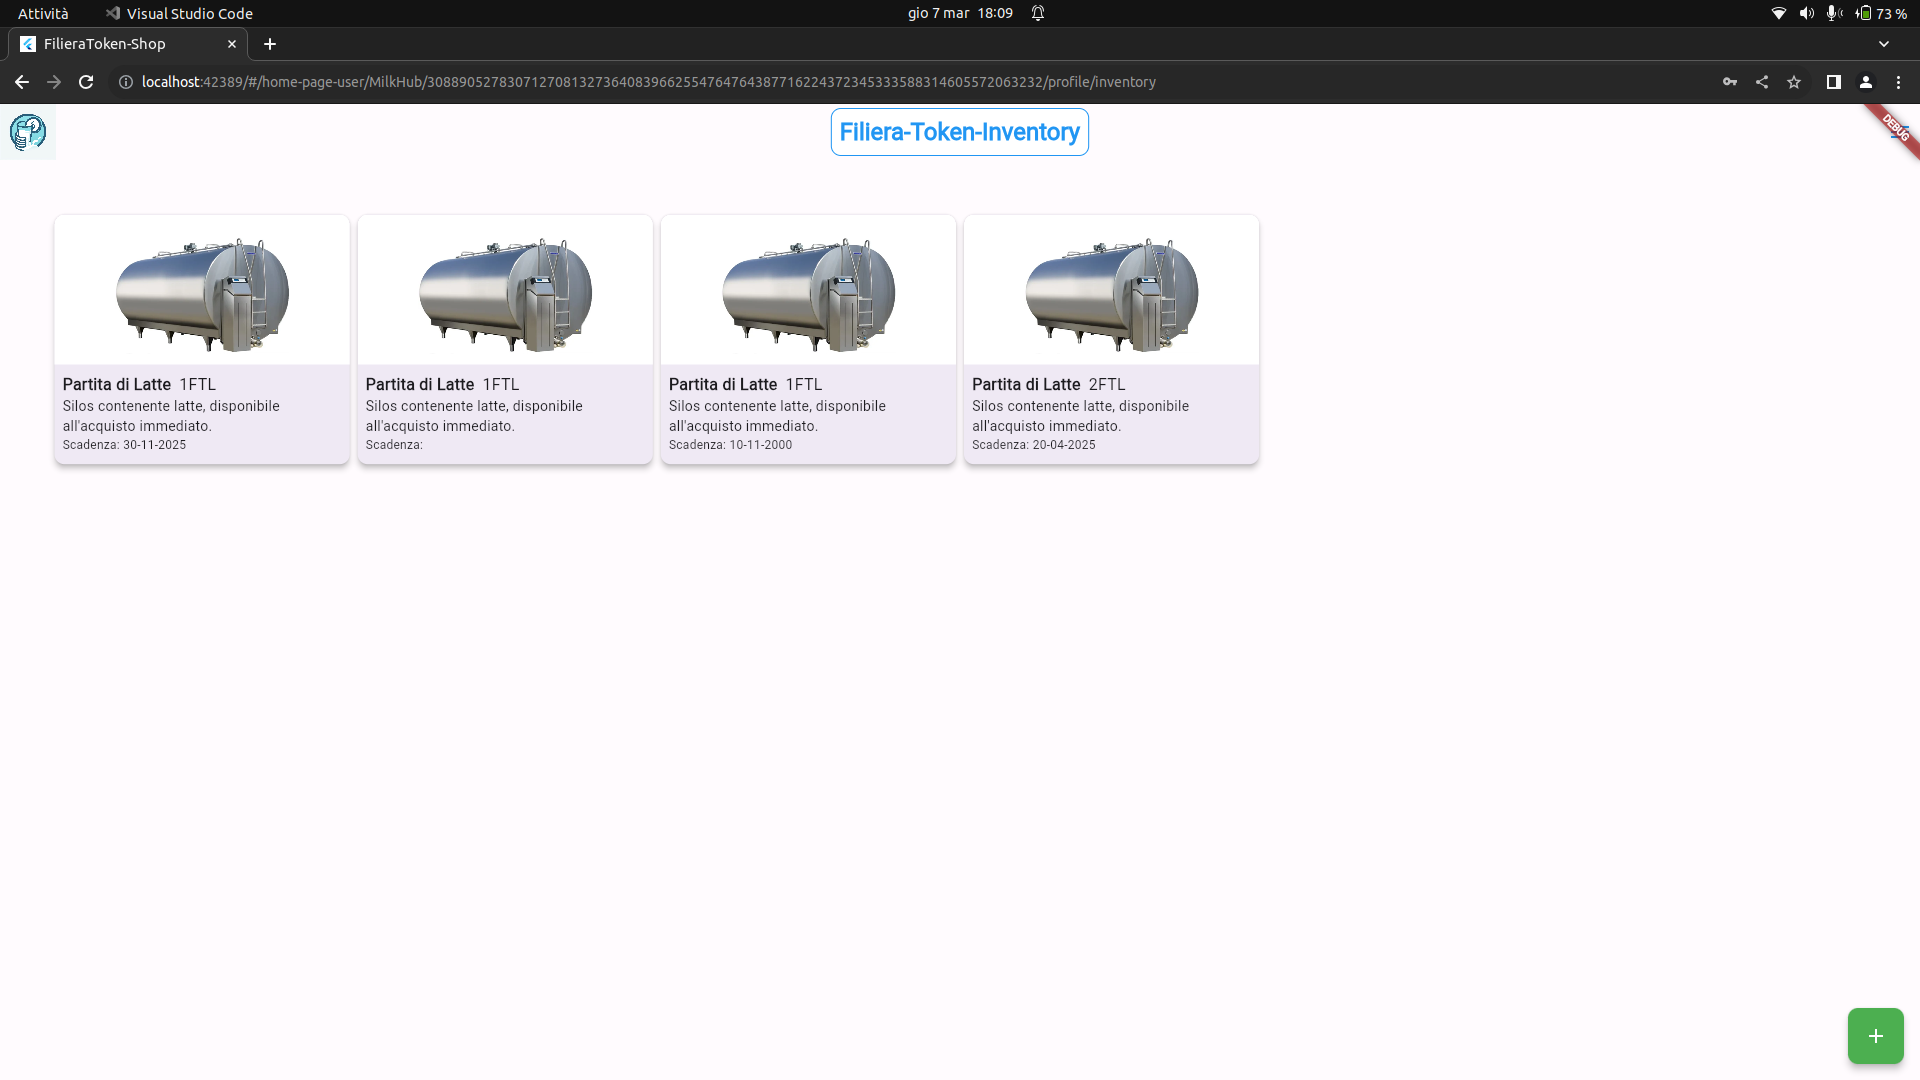 Attività
Visual Studio Code
gio 7 mar 18:09
73 %
FilieraToken-Shop
localhost:42389/#/home-page-user/MilkHub/30889052783071270813273640839662554764764387716224372345333588314605572063232/profile/inventory
Filiera-Token-Inventory
DEBUG
Partita di Latte 1FTL
Silos contenente latte, disponibile
all'acquisto immediato.
Scadenza: 30-11-2025
Partita di Latte 1FTL
Silos contenente latte, disponibile
all'acquisto immediato.
Scadenza:
Partita di Latte 1FTL
Silos contenente latte, disponibile
all'acquisto immediato.
Scadenza: 10-11-2000
Partita di Latte 2FTL
Silos contenente latte, disponibile
all'acquisto immediato.
Scadenza: 20-04-2025